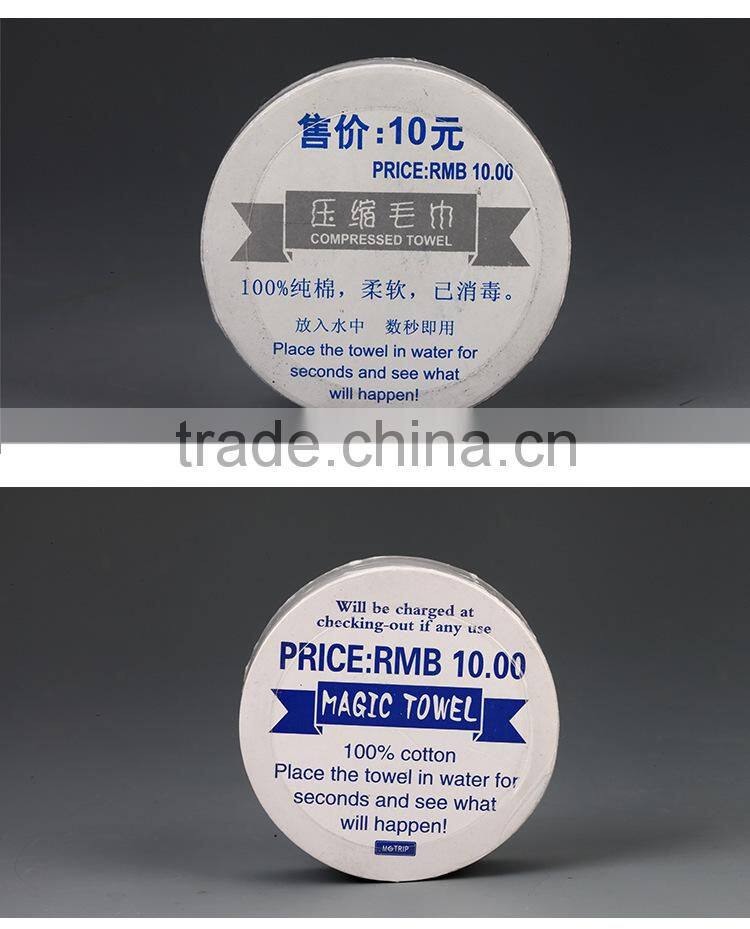 售价:10元
PRICE:RMB 10.00
压缩毛巾
COMPRESSED TOWEL
100%纯棉，柔软，已消毒。
放入水中 数秒即用
Place the towel in water for
seconds and see what
will happen!
trade.china.cn
Will be charged at
checking-out if any use
PRICE:RMB 10.00
MAGIC TOWEL
100% cotton
Place the towel in water for
seconds and see what
will happen!
MOTRIP